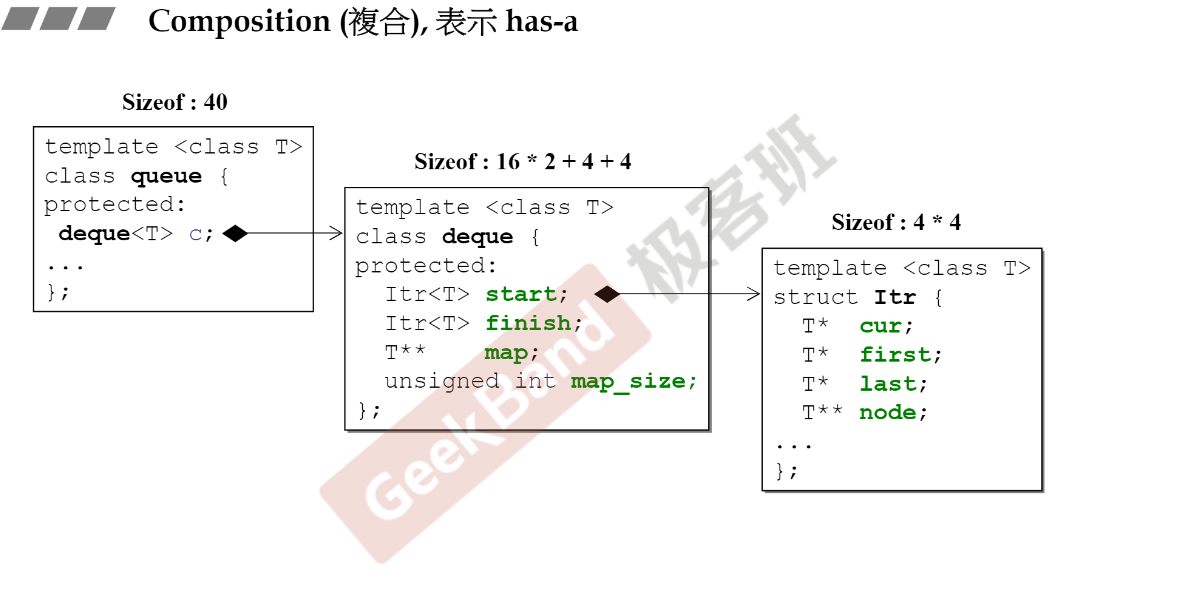 Composition (複合), 表示 has-a
Sizeof : 40
template <class T>
class queue {
protected:
deque<T> c;
...
};
Sizeof : 16 * 2 + 4 + 4
template <class T>
class deque {
protected:
Itr<T> start;
Itr<T> finish;
T** map;
unsigned int map_size;
};
Sizeof : 4 * 4
template <class T>
struct Itr {
T* cur;
T* first;
T* last;
T** node;
...
};
GeekBand 极客班